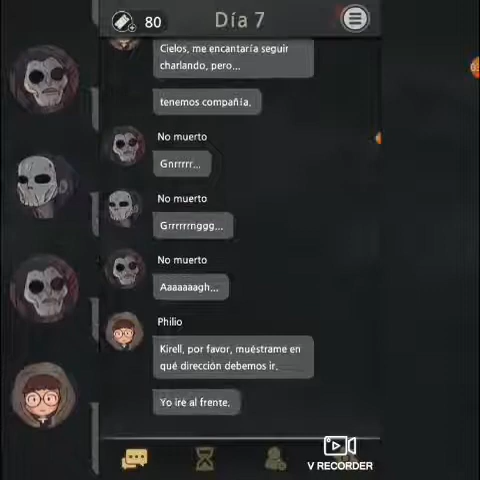 80
Día 7
Cielos, me encantaría seguir
charlando, pero...
tenemos compañía.
No muerto
Gnrrrrr...
No muerto
Grrrrrrnggg...
No muerto
Aaaaaaagh...
Philio
Kirell, por favor, muéstrame en
qué dirección debemos ir.
Yo iré al frente.
V RECORDER